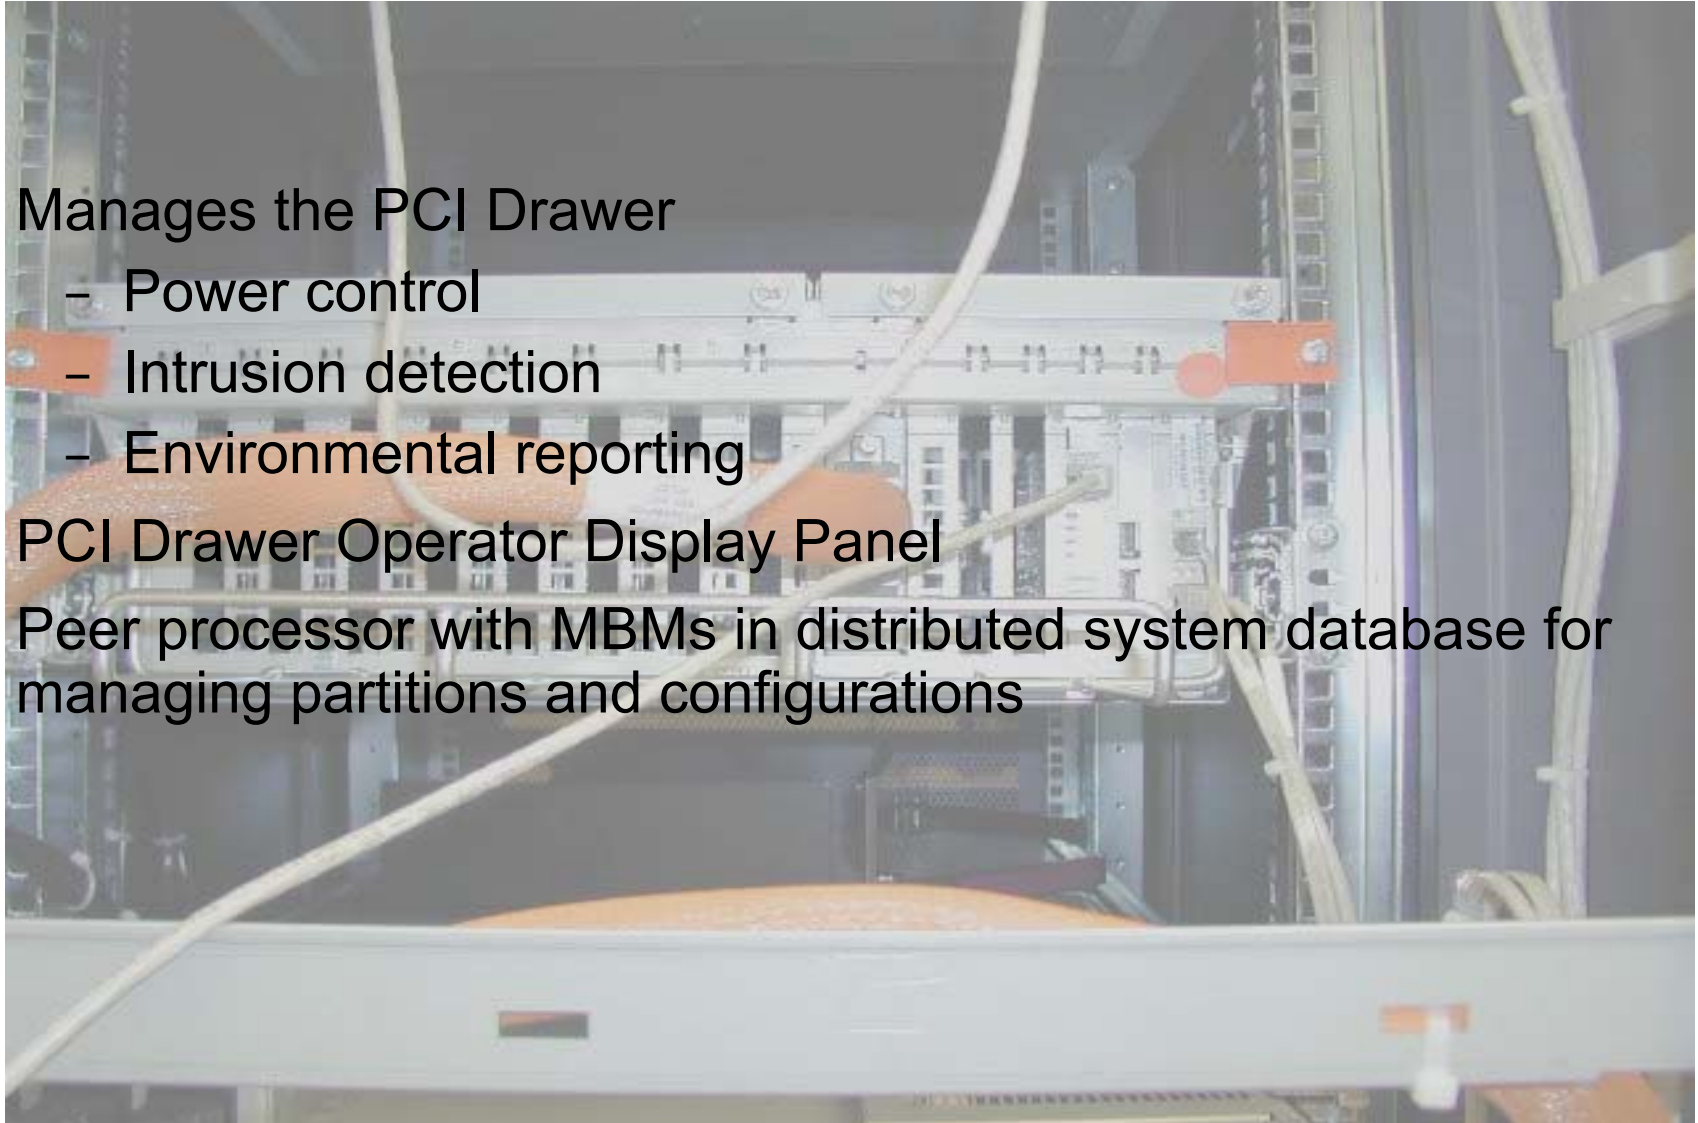 Manages the PCI Drawer
– Power control
– Intrusion detection
– Environmental reporting
PCI Drawer Operator Display Panel
Peer processor with MBMs in distributed system database for
managing partitions and configurations